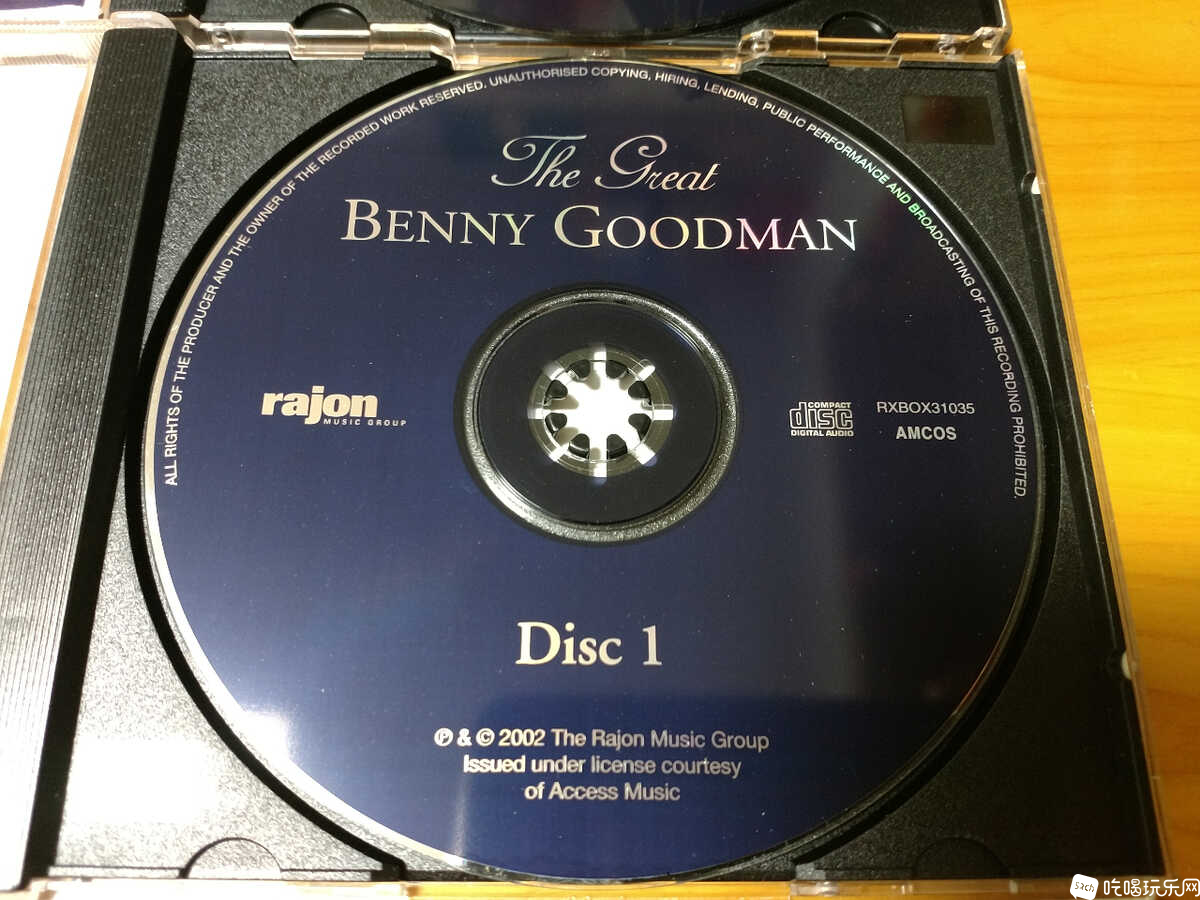 ALL RIGHTS OF THE PRODUCER AND THE OWNER OF THE RECORDED WORK RESERVED. UNAUTHORISED COPYING, HIRING, LENDING, PUBLIC PERFORMANCE AND BROADCASTING OF THIS RECORDING PROHIBITED.
The Great
BENNY GOODMAN
rajon
MUSIC GROUP
COMPACT
disc
DIGITAL AUDIO
RXBOX31035
AMCOS
Disc 1
℗ & © 2002 The Rajon Music Group
Issued under license courtesy
of Access Music
szch 吃喝玩乐网